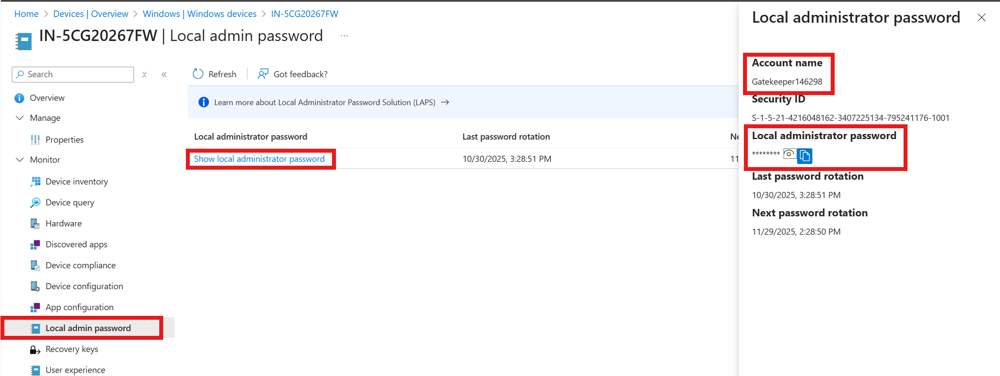 Home > Devices | Overview > Windows | Windows devices > IN-5CG20267FW
IN-5CG20267FW | Local admin password ...
Search
Overview
Manage
Properties
Monitor
Device inventory
Device query
Hardware
Discovered apps
Device compliance
Device configuration
App configuration
Local admin password
Recovery keys
User experience
Refresh
Got feedback?
Learn more about Local Administrator Password Solution (LAPS) →
Local administrator password Last password rotation Ne
Show local administrator password 10/30/2025, 3:28:51 PM 11
Local administrator password
Account name
Gatekeeper146298
Security ID
S-1-5-21-4216048162-3407225134-795241176-1001
Local administrator password
********
Last password rotation
10/30/2025, 3:28:51 PM
Next password rotation
11/29/2025, 2:28:50 PM